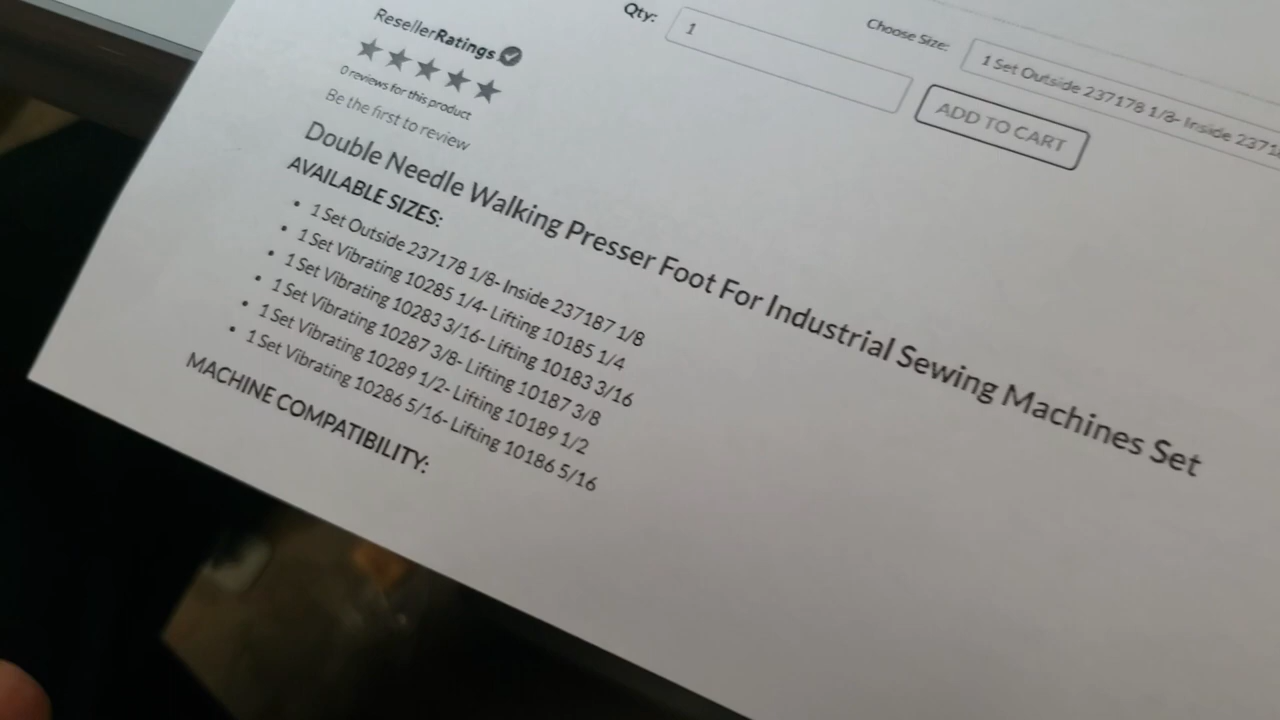 ResellerRatings
0 reviews for this product
Be the first to review
Qty:
1
Choose Size:
1 Set Outside 237178 1/8- Inside 2371
ADD TO CART
Double Needle Walking Presser Foot For Industrial Sewing Machines Set
AVAILABLE SIZES:
• 1 Set Outside 237178 1/8- Inside 237187 1/8
• 1 Set Vibrating 10285 1/4- Lifting 10185 1/4
• 1 Set Vibrating 10283 3/16- Lifting 10183 3/16
• 1 Set Vibrating 10287 3/8- Lifting 10187 3/8
• 1 Set Vibrating 10289 1/2- Lifting 10189 1/2
• 1 Set Vibrating 10286 5/16- Lifting 10186 5/16
MACHINE COMPATIBILITY: